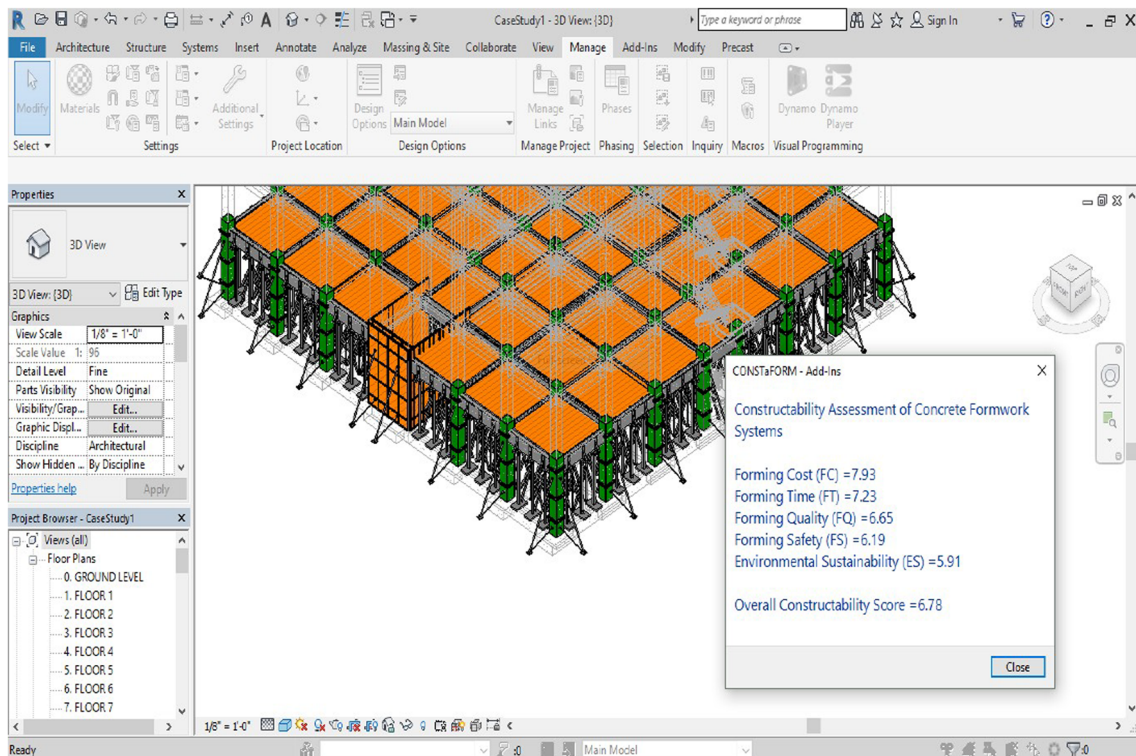 CaseStudy1 - 3D View: {3D}
Type a keyword or phrase
Sign In
File Architecture Structure Systems Insert Annotate Analyze Massing & Site Collaborate View Manage Add-Ins Modify Precast
Modify Materials Additional Settings Design Options Main Model Manage Links Phases Dynamo Dynamo Player
Select Settings Project Location Design Options Manage Project Phasing Selection Inquiry Macros Visual Programming
Properties X
3D View
3D View: {3D} Edit Type
Graphics
View Scale 1/8" = 1'-0"
Scale Value 1: 96
Detail Level Fine
Parts Visibility Show Original
Visibility/Grap... Edit...
Graphic Displ... Edit...
Discipline Architectural
Show Hidden ... By Discipline
Properties help Apply
Project Browser - CaseStudy1 X
Views (all)
Floor Plans
0. GROUND LEVEL
1. FLOOR 1
2. FLOOR 2
3. FLOOR 3
4. FLOOR 4
5. FLOOR 5
6. FLOOR 6
7. FLOOR 7
CONSTaFORM - Add-Ins X
Constructability Assessment of Concrete Formwork
Systems
Forming Cost (FC) =7.93
Forming Time (FT) =7.23
Forming Quality (FQ) =6.65
Forming Safety (FS) =6.19
Environmental Sustainability (ES) =5.91
Overall Constructability Score =6.78
Close
1/8" = 1'-0"
Ready :0 Main Model :0